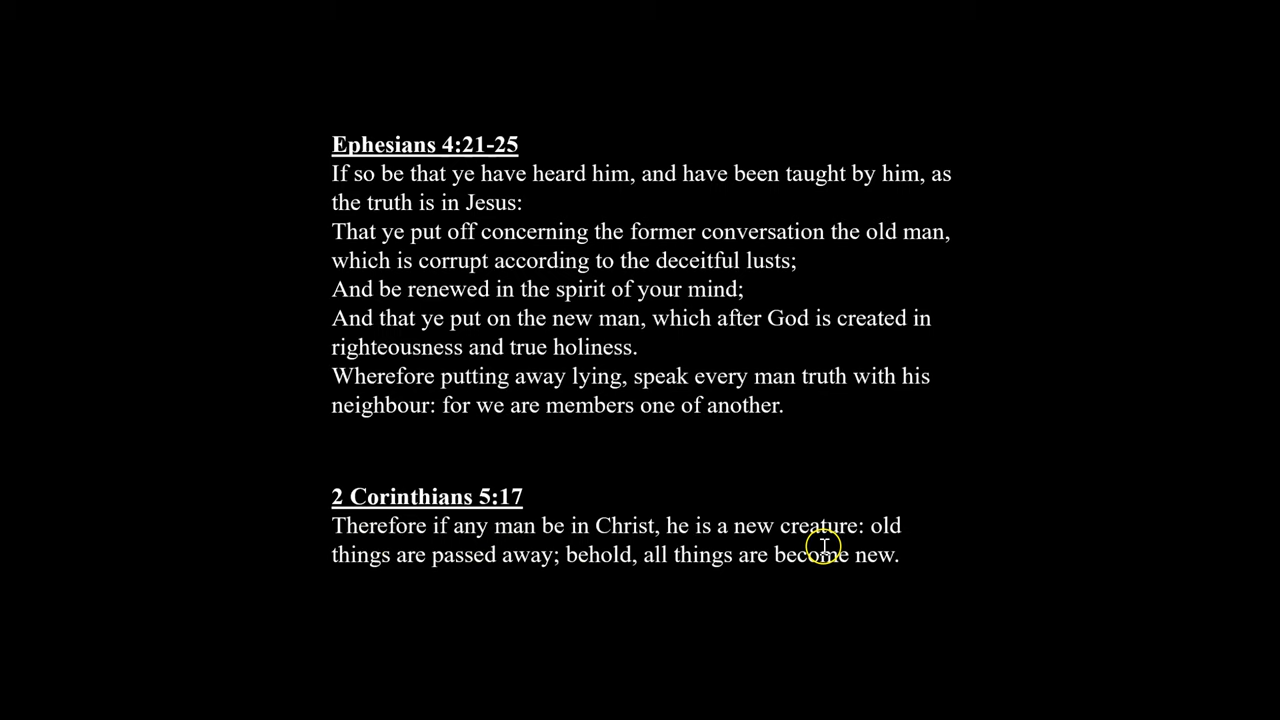 Ephesians 4:21-25
If so be that ye have heard him, and have been taught by him, as
the truth is in Jesus:
That ye put off concerning the former conversation the old man,
which is corrupt according to the deceitful lusts;
And be renewed in the spirit of your mind;
And that ye put on the new man, which after God is created in
righteousness and true holiness.
Wherefore putting away lying, speak every man truth with his
neighbour: for we are members one of another.
2 Corinthians 5:17
Therefore if any man be in Christ, he is a new creature: old
things are passed away; behold, all things are become new.